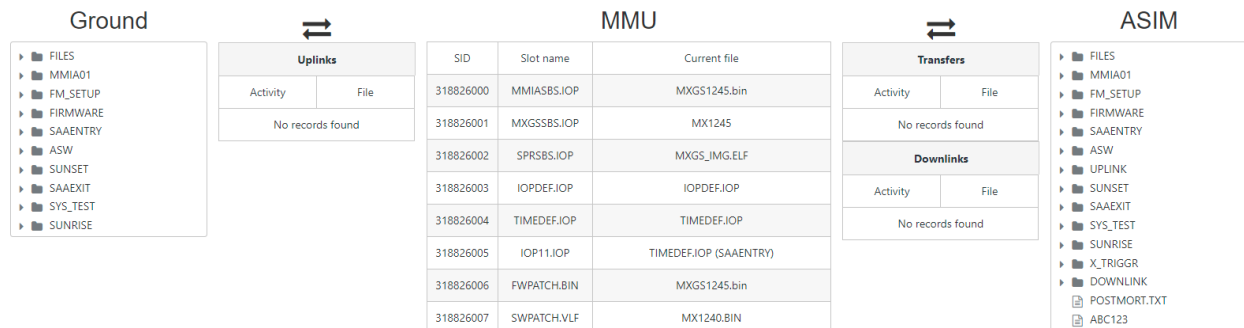 Ground
FILES
MMIA01
FM_SETUP
FIRMWARE
SAAENTRY
ASW
SUNSET
SAAEXIT
SYS_TEST
SUNRISE
Uplinks
Activity File
No records found
MMU
SID Slot name Current file
318826000 MMIASBS.IOP MXGS1245.bin
318826001 MXGSSBS.IOP MX1245
318826002 SPRSBS.IOP MXGS_IMG.ELF
318826003 IOPDEF.IOP IOPDEF.IOP
318826004 TIMEDEF.IOP TIMEDEF.IOP
318826005 IOP11.IOP TIMEDEF.IOP (SAAENTRY)
318826006 FWPATCH.BIN MXGS1245.bin
318826007 SWPATCH.VLF MX1240.BIN
Transfers
Activity File
No records found
Downlinks
Activity File
No records found
ASIM
FILES
MMIA01
FM_SETUP
FIRMWARE
SAAENTRY
ASW
UPLINK
SUNSET
SAAEXIT
SYS_TEST
SUNRISE
X_TRIGGR
DOWNLINK
POSTMORT.TXT
ABC123